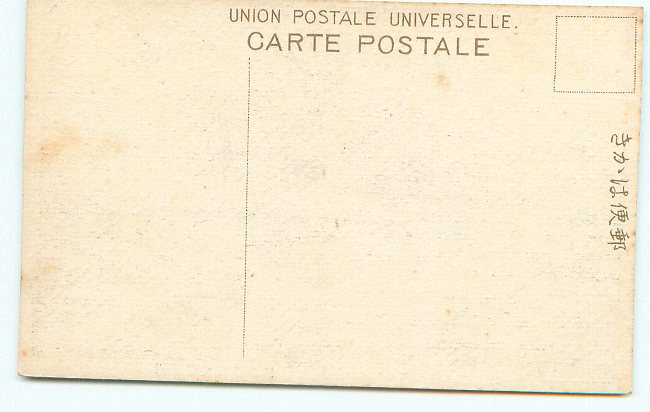 UNION POSTALE UNIVERSELLE.
CARTE POSTALE
郵便はがき